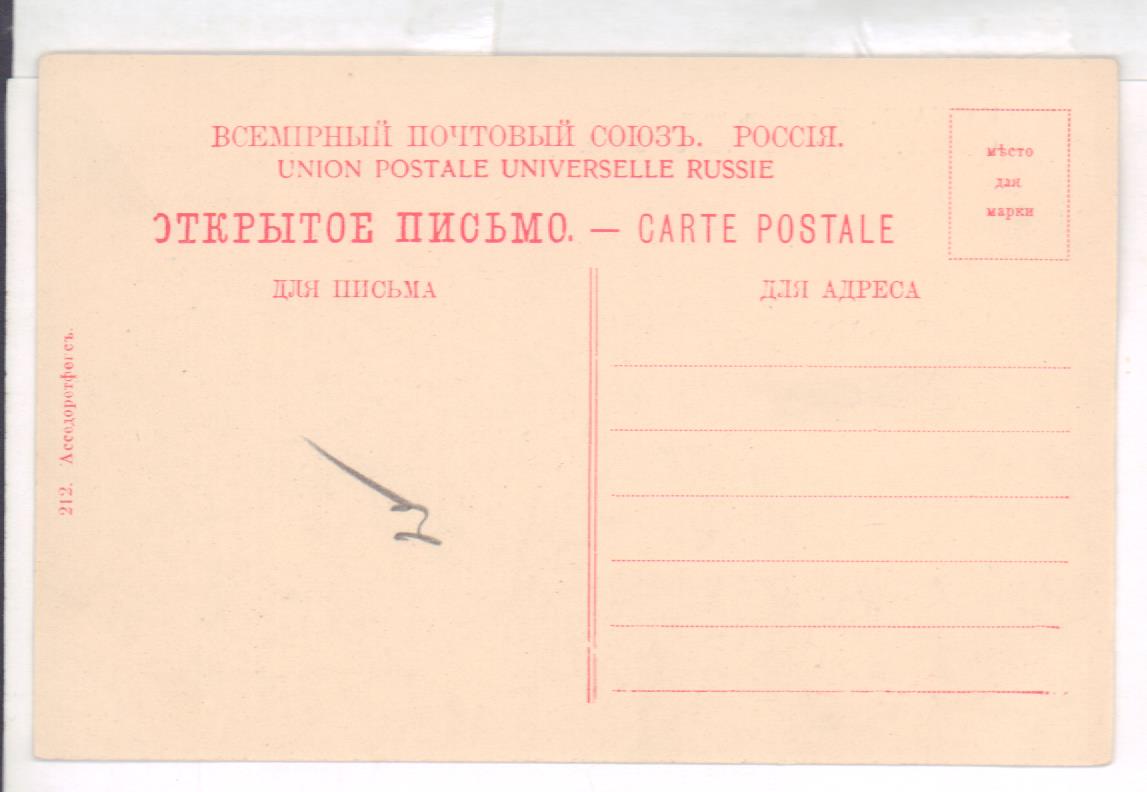 ВСЕМІРНЫЙ ПОЧТОВЫЙ СОЮЗЪ. РОССІЯ.
UNION POSTALE UNIVERSELLE RUSSIE
ОТКРЫТОЕ ПИСЬМО. — CARTE POSTALE
мѣсто
для
марки
ДЛЯ ПИСЬМА
ДЛЯ АДРЕСА
212. Асседоретфегсъ.